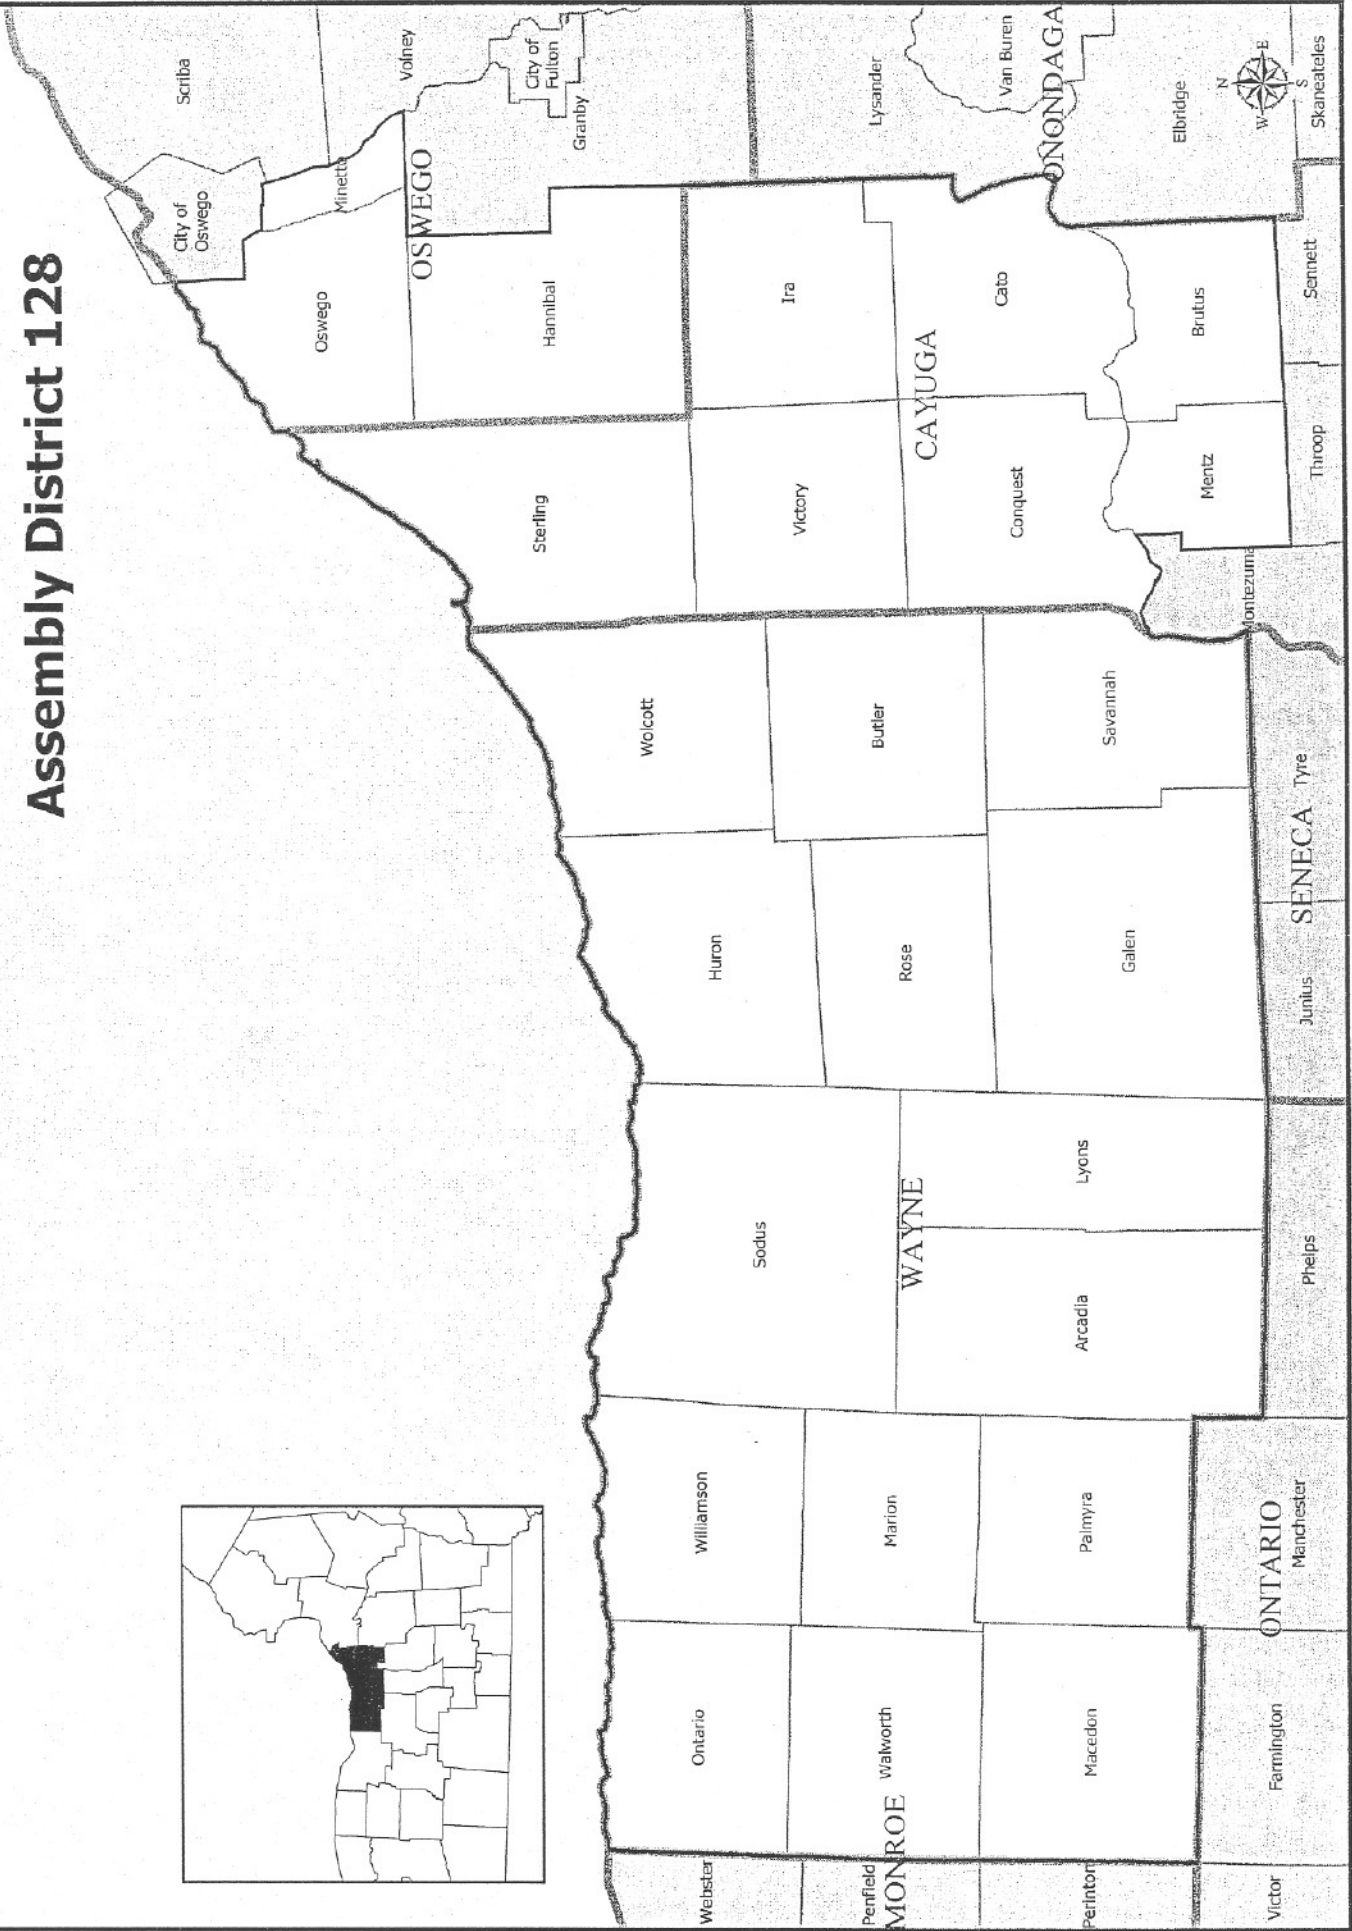 Assembly District 128
Scriba
Volney
City of
Fulton
Granby
City of
Oswego
Minetto
OSWEGO
Oswego
Hannibal
Lysander
Van Buren
ONONDAGA
Elbridge
N
E
S
W
Skaneateles
Ira
Cato
CAYUGA
Brutus
Sennett
Sterling
Victory
Conquest
Mentz
Throop
Montezuma
Wolcott
Butler
Savannah
Tyre
SENECA
Huron
Rose
Galen
Junius
Sodus
WAYNE
Lyons
Arcadia
Phelps
Williamson
Marion
Palmyra
ONTARIO
Manchester
Ontario
Walworth
Macedon
Farmington
Webster
Penfield
MONROE
Perinton
Victor